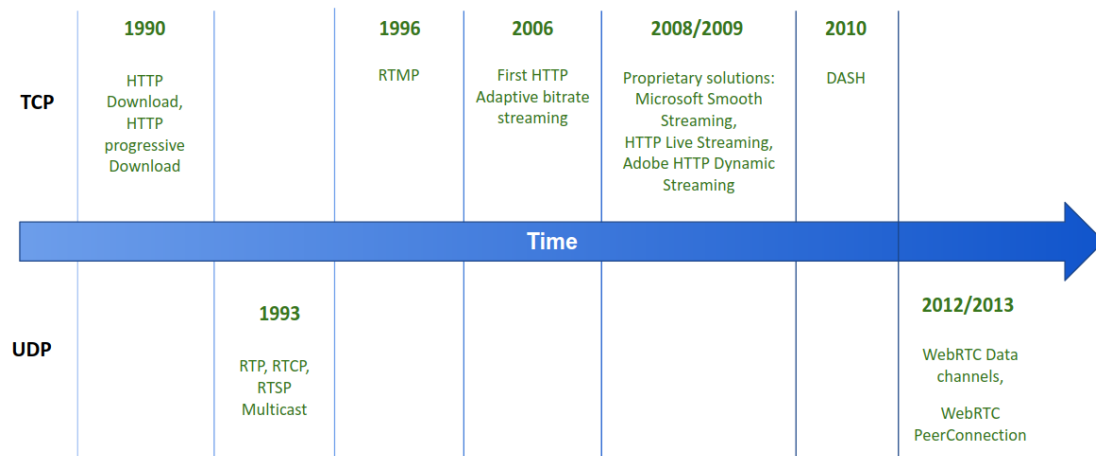 1990
1996
2006
2008/2009
2010
TCP
HTTP
Download,
HTTP
progressive
Download
RTMP
First HTTP
Adaptive bitrate
streaming
Proprietary solutions:
Microsoft Smooth
Streaming,
HTTP Live Streaming,
Adobe HTTP Dynamic
Streaming
DASH
Time
UDP
1993
RTP, RTCP,
RTSP
Multicast
2012/2013
WebRTC Data
channels,
WebRTC
PeerConnection